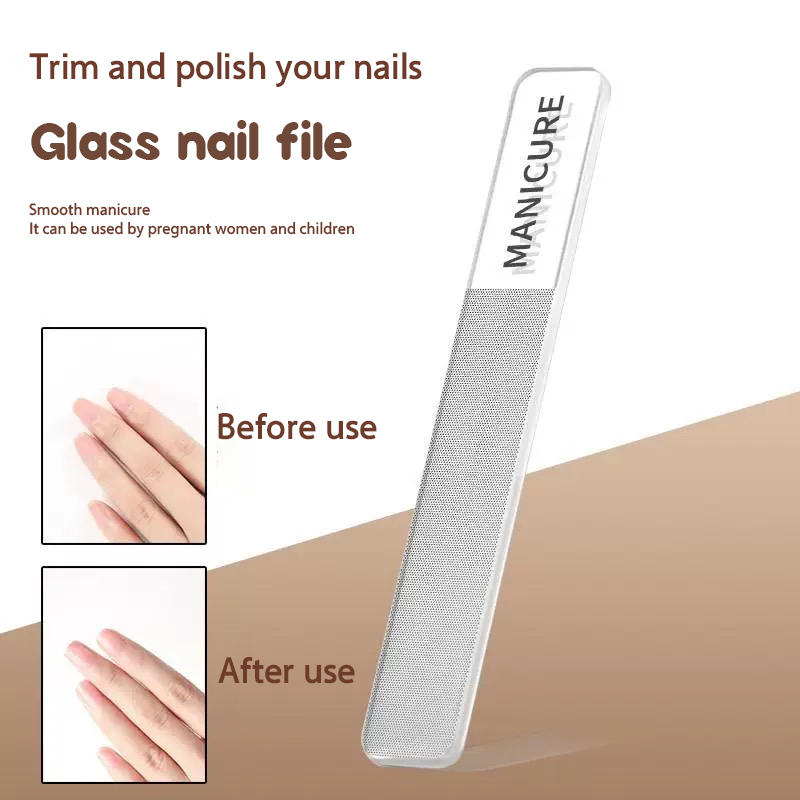 Trim and polish your nails
Glass nail file
Smooth manicure
It can be used by pregnant women and children
MANICURE
Before use
After use